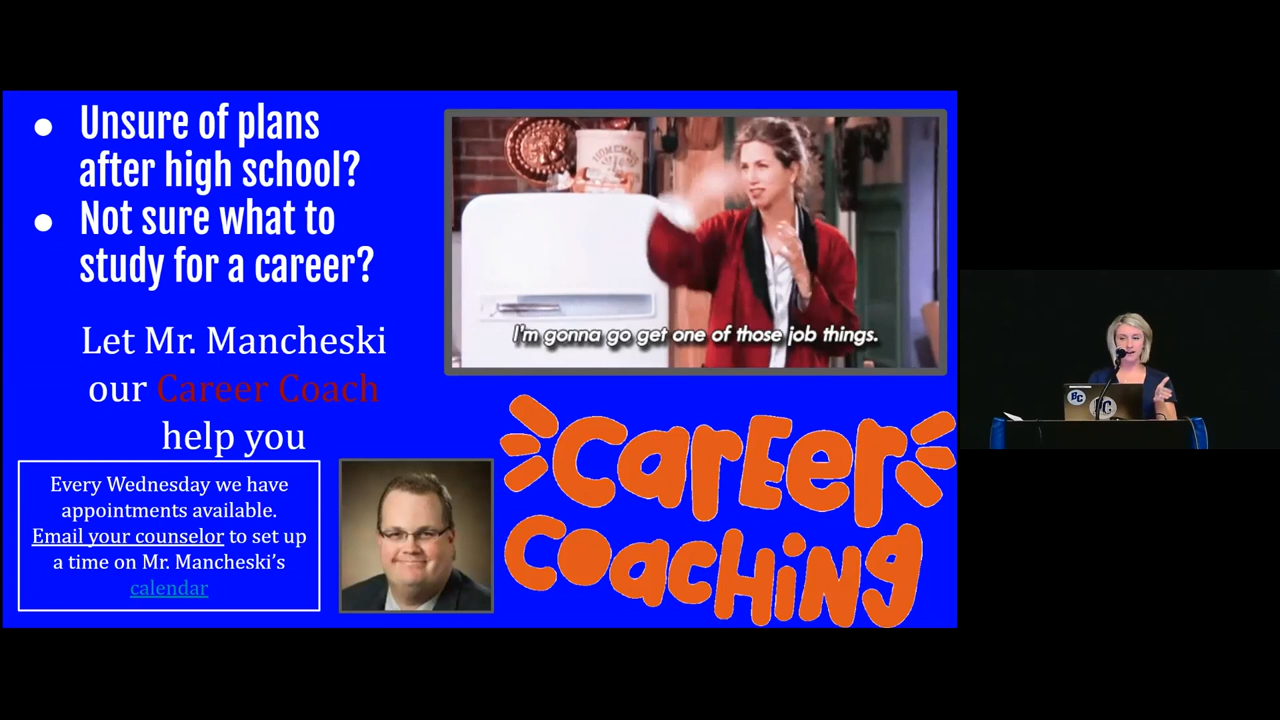 Unsure of plans
after high school?
Not sure what to
study for a career?
Let Mr. Mancheski
our Career Coach
help you
Every Wednesday we have
appointments available.
Email your counselor to set up
a time on Mr. Mancheski's
calendar
HOMEMADE
I'm gonna go get one of those job things.
CAREER
COACHING
BC